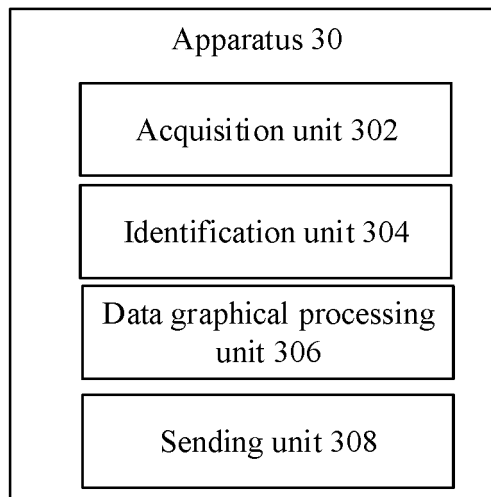 Apparatus 30
Acquisition unit 302
Identification unit 304
Data graphical processing
unit 306
Sending unit 308